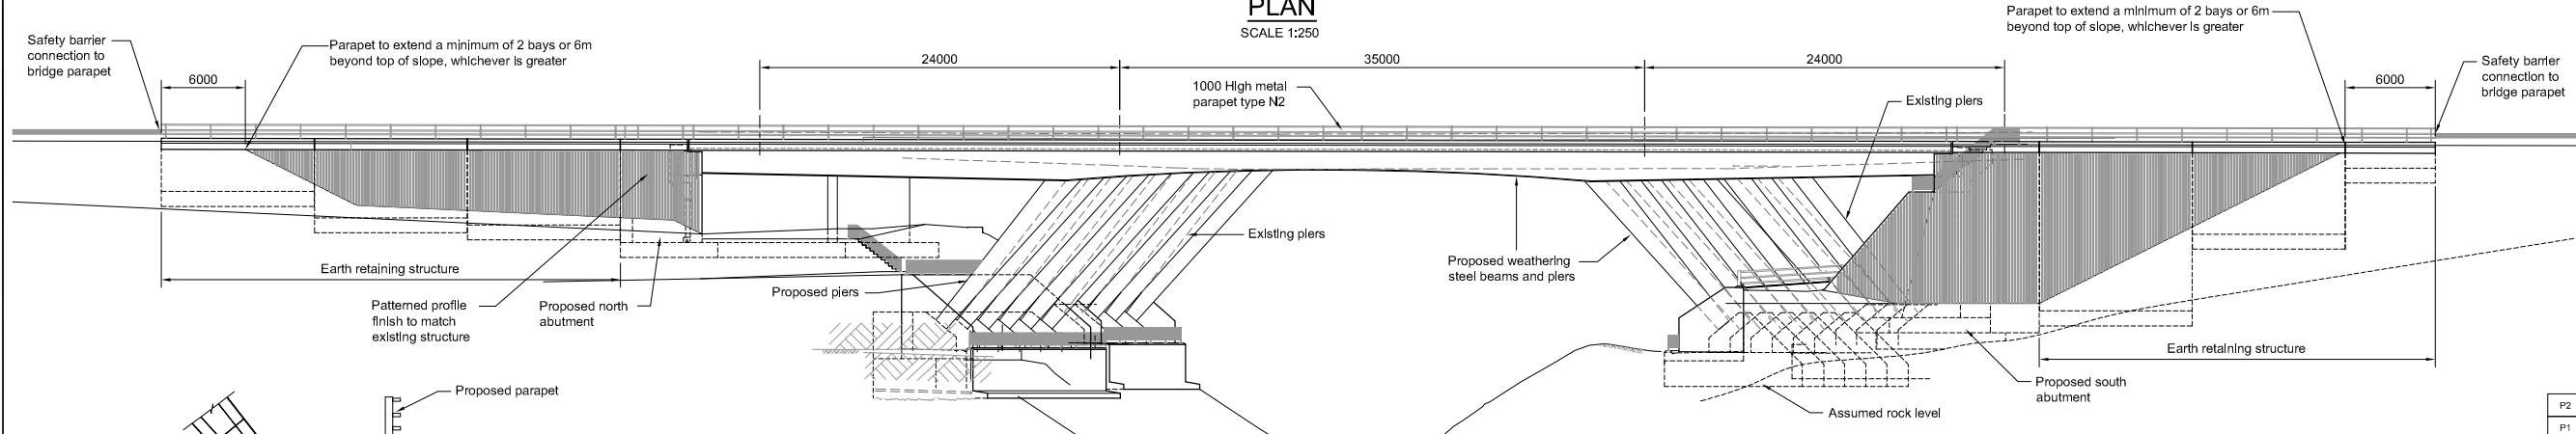 PLAN
SCALE 1:250
Safety barrier
connection to
bridge parapet
Parapet to extend a minimum of 2 bays or 6m
beyond top of slope, whichever is greater
6000
24000
35000
24000
1000 High metal
parapet type N2
Existing piers
Parapet to extend a minimum of 2 bays or 6m
beyond top of slope, whichever is greater
6000
Safety barrier
connection to
bridge parapet
Earth retaining structure
Patterned profile
finish to match
existing structure
Proposed north
abutment
Proposed piers
Existing piers
Proposed weathering
steel beams and piers
Earth retaining structure
Proposed south
abutment
Assumed rock level
Proposed parapet
P2
P1